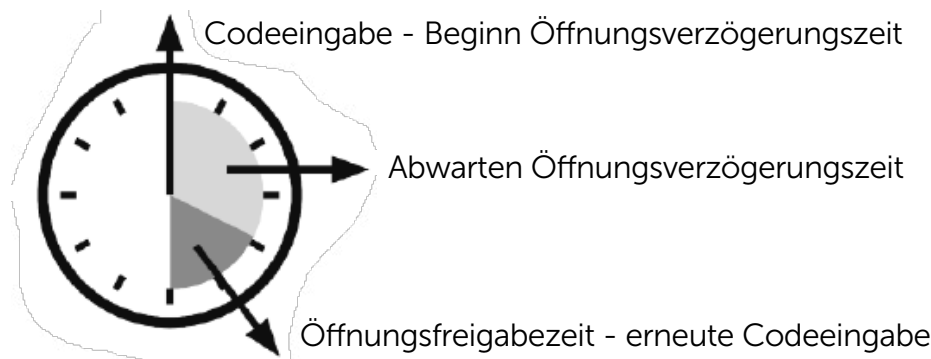 Codeeingabe - Beginn Öffnungsverzögerungszeit
Abwarten Öffnungsverzögerungszeit
Öffnungsfreigabezeit - erneute Codeeingabe